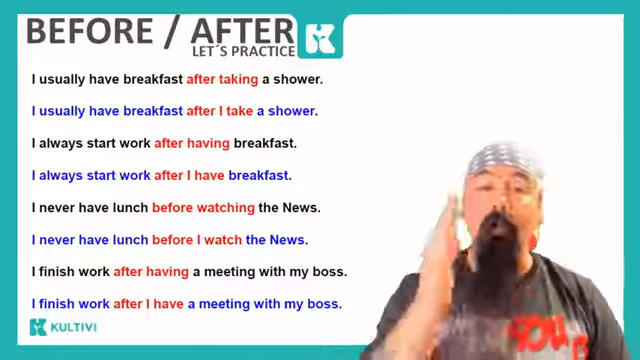 BEFORE / AFTER
LET´S PRACTICE
I usually have breakfast after taking a shower.
I usually have breakfast after I take a shower.
I always start work after having breakfast.
I always start work after I have breakfast.
I never have lunch before watching the News.
I never have lunch before I watch the News.
I finish work after having a meeting with my boss.
I finish work after I have a meeting with my boss.
KULTIVI